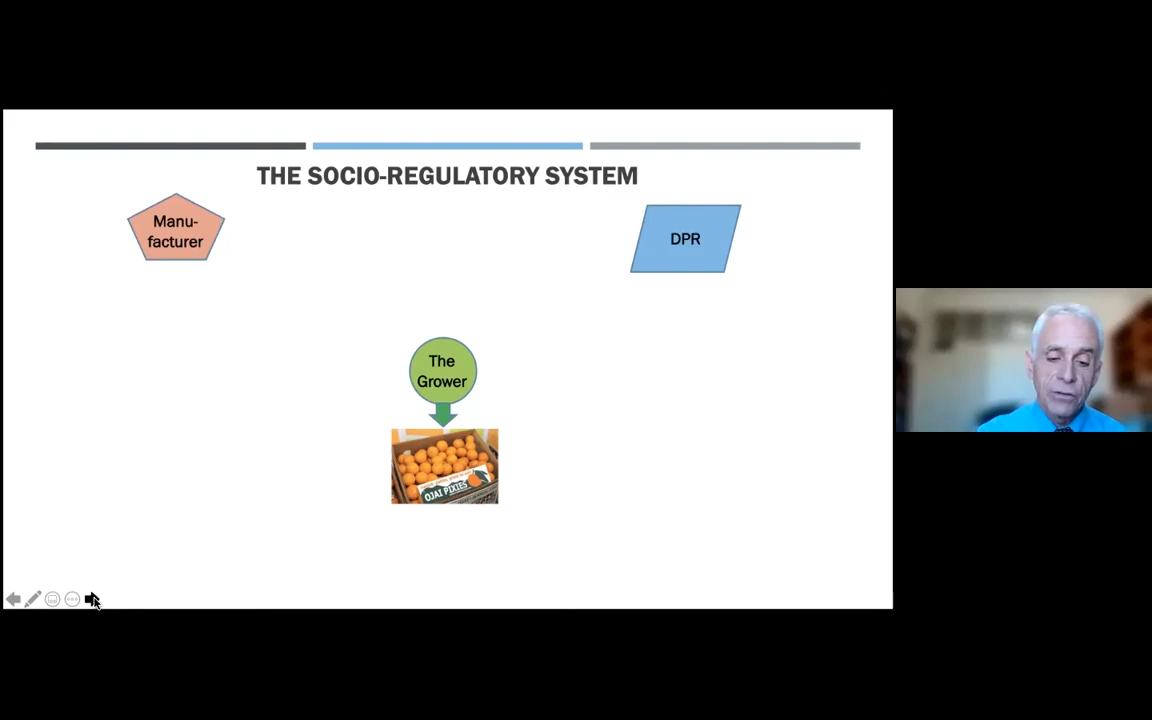 THE SOCIO-REGULATORY SYSTEM
Manu-
facturer
DPR
The
Grower
OJAI PIXIES